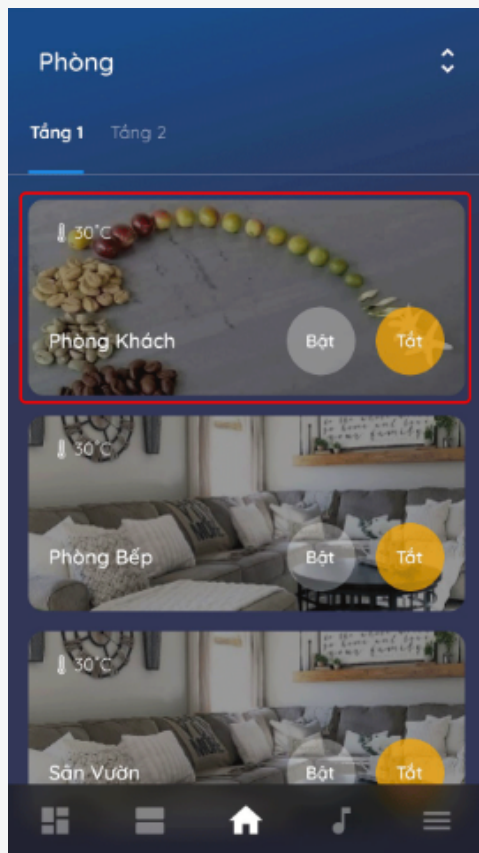 Phòng
Tầng 1 Tầng 2
30°C
Phòng Khách Bật Tắt
30°C
Phòng Bếp Bật Tắt
30°C
Sân Vườn Bật Tắt